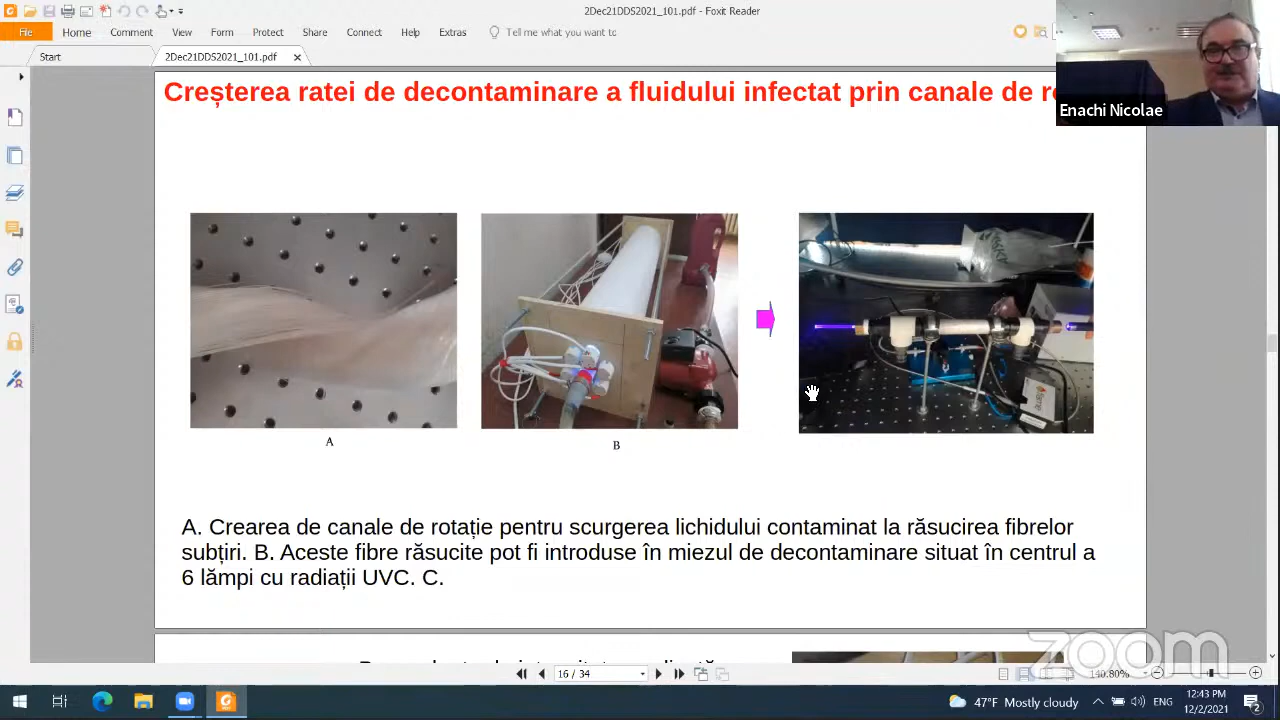 2Dec21DDS2021_101.pdf - Foxit Reader
File Home Comment View Form Protect Share Connect Help Extras Tell me what you want to
Start 2Dec21DDS2021_101.pdf
Enachi Nicolae
Creșterea ratei de decontaminare a fluidului infectat prin canale de
A
B
A. Crearea de canale de rotație pentru scurgerea lichidului contaminat la răsucirea fibrelor
subțiri. B. Aceste fibre răsucite pot fi introduse în miezul de decontaminare situat în centrul a
6 lămpi cu radiații UVC. C.
zoom
16 / 34
140.80%
47°F Mostly cloudy
ENG
12:43 PM
12/2/2021
2